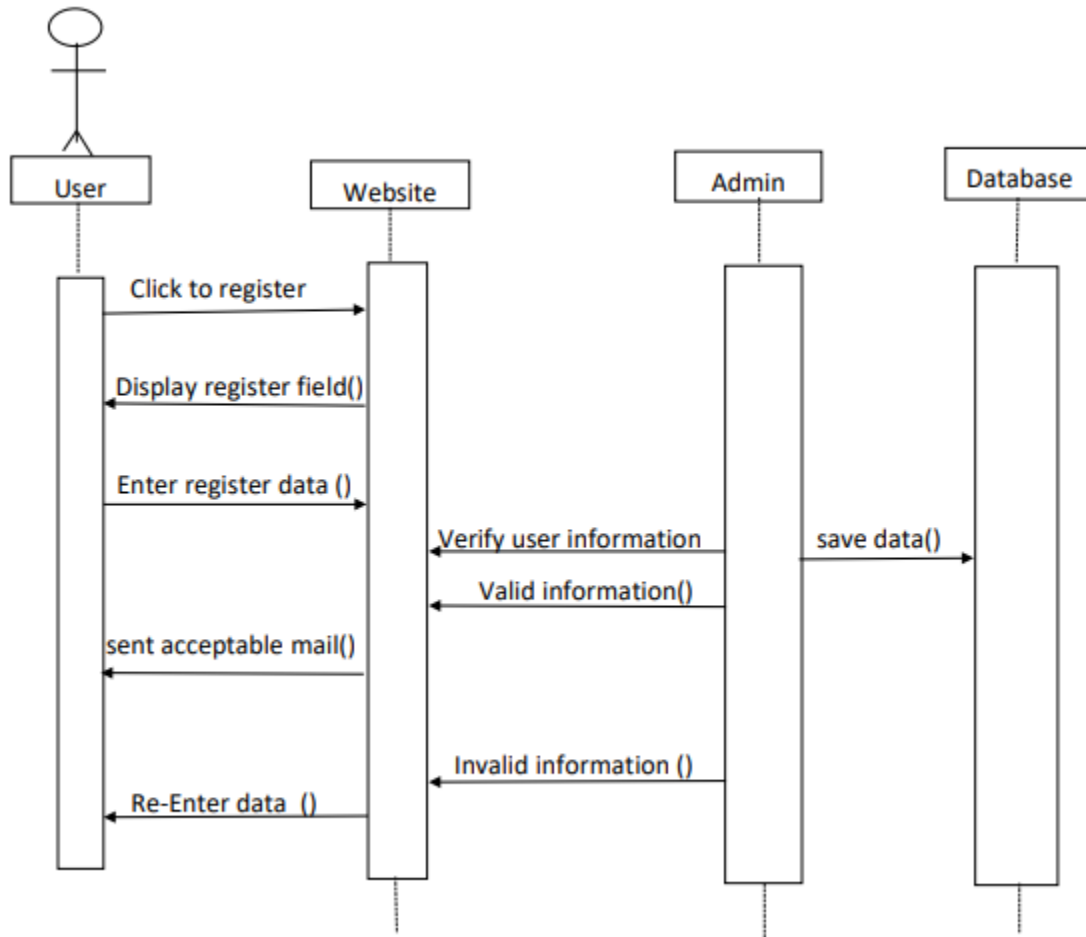 User
Website
Admin
Database
Click to register
Display register field()
Enter register data ()
Verify user information
save data()
Valid information()
sent acceptable mail()
Invalid information ()
Re-Enter data  ()